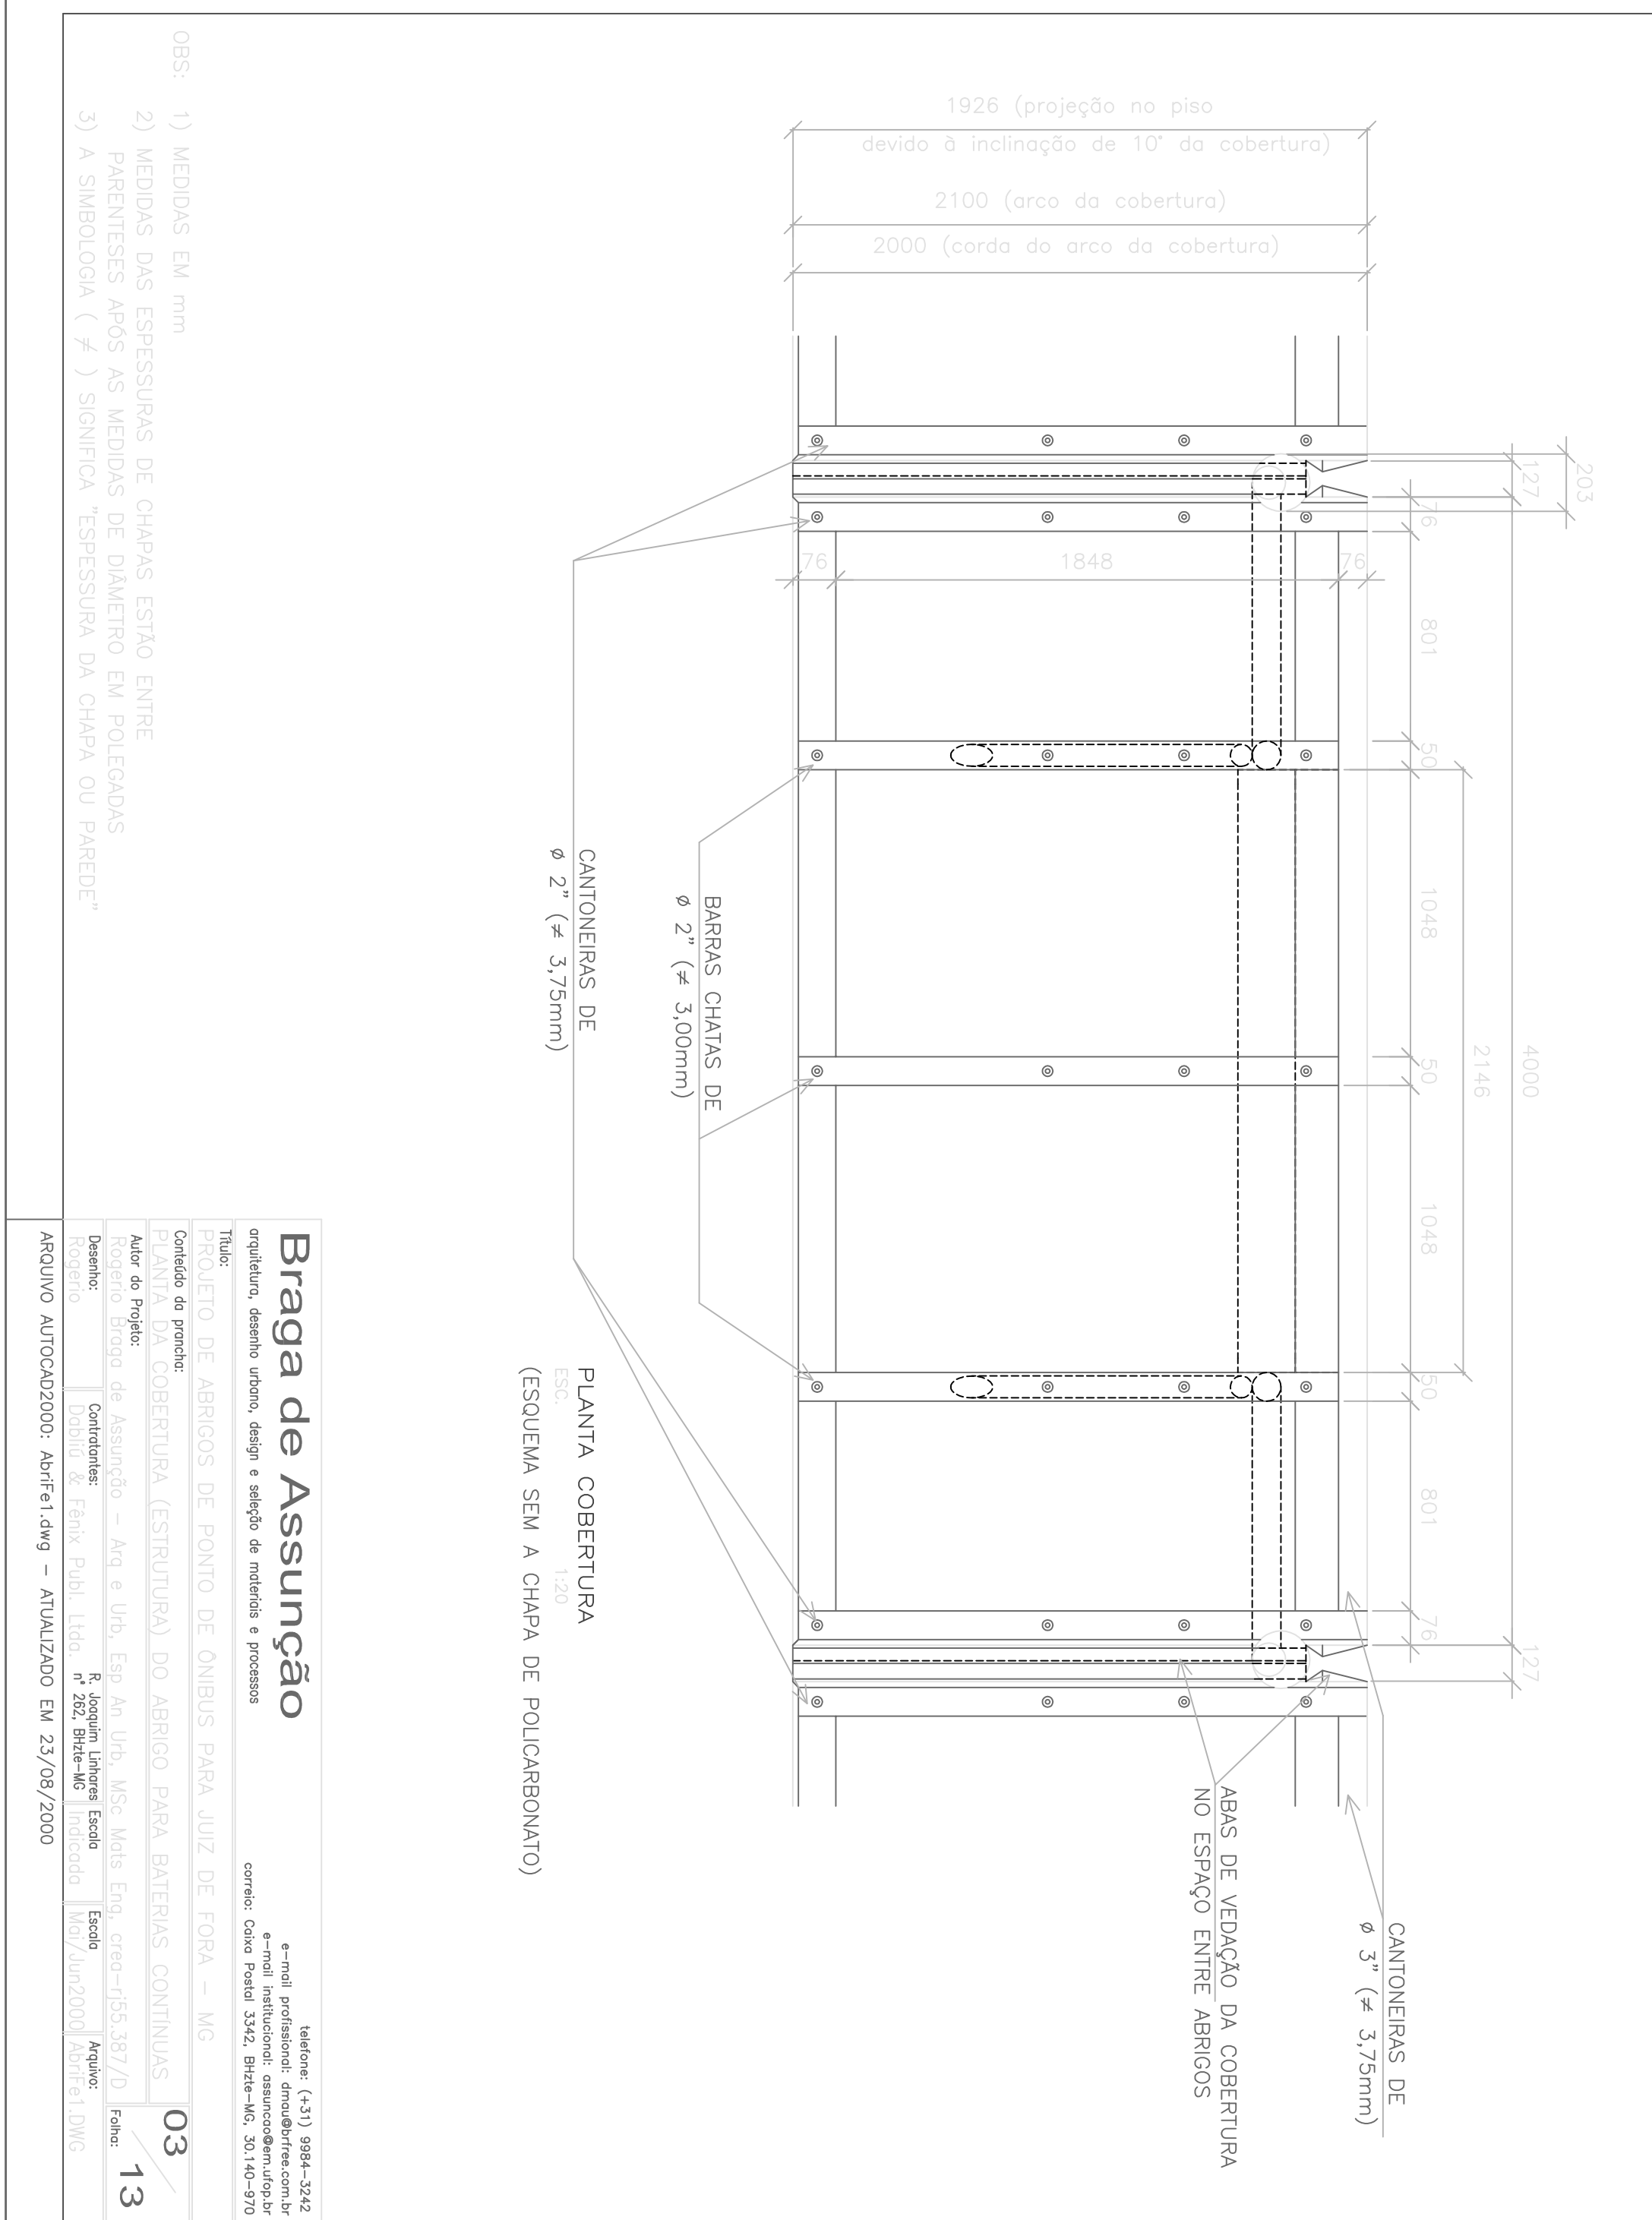 1926 (projeção no piso
devido à inclinação de 10° da cobertura)
2100 (arco da cobertura)
2000 (corda do arco da cobertura)
203
127
76
801
50
1048
50
1048
50
801
76
127
4000
2146
76
1848
76
CANTONEIRAS DE
ø 3" (≠ 3,75mm)
ABAS DE VEDAÇÃO DA COBERTURA
NO ESPAÇO ENTRE ABRIGOS
BARRAS CHATAS DE
ø 2" (≠ 3,00mm)
CANTONEIRAS DE
ø 2" (≠ 3,75mm)
PLANTA COBERTURA
ESC. 1:20
(ESQUEMA SEM A CHAPA DE POLICARBONATO)
OBS: 1) MEDIDAS EM mm
2) MEDIDAS DAS ESPESSURAS DE CHAPAS ESTÃO ENTRE
PARENTESES APÓS AS MEDIDAS DE DIÂMETRO EM POLEGADAS
3) A SIMBOLOGIA ( ≠ ) SIGNIFICA "ESPESSURA DA CHAPA OU PAREDE"
Braga de Assunção
arquitetura, desenho urbano, design e seleção de materiais e processos
telefone: (+31) 9984-3242
e-mail profissional: dmau@brfree.com.br
e-mail institucional: assuncao@em.ufop.br
correio: Caixa Postal 3342, BHzte-MG, 30.140-970
Título:
PROJETO DE ABRIGOS DE PONTO DE ÔNIBUS PARA JUIZ DE FORA - MG
Conteúdo da prancha:
PLANTA DA COBERTURA (ESTRUTURA) DO ABRIGO PARA BATERIAS CONTÍNUAS
Autor do Projeto:
Rogerio Braga de Assunção - Arq e Urb, Esp An Urb, MSc Mats Eng, crea-rj55.387/D
Folha:
03
13
Desenho:
Rogerio
Contratantes:
Dabliú & Fênix Publ. Ltda.
R. Joaquim Linhares
n° 262, BHzte-MG
Escala
Indicada
Escala
Mai/Jun2000
Arquivo:
AbriFe1.DWG
ARQUIVO AUTOCAD2000: AbriFe1.dwg - ATUALIZADO EM 23/08/2000